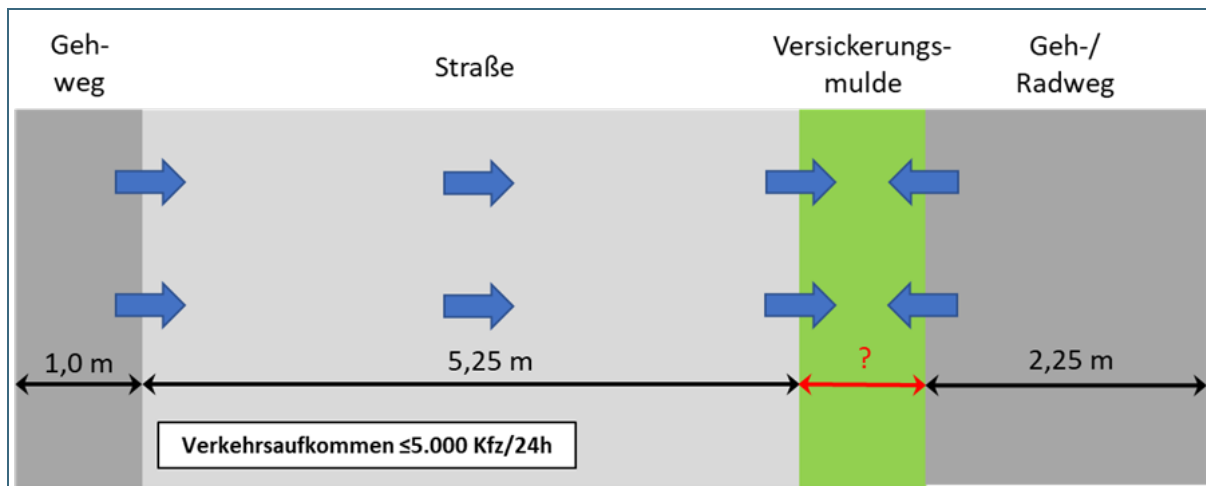 Geh-
weg
Straße
Versickerungs-
mulde
Geh-/
Radweg
1,0 m
5,25 m
?
2,25 m
Verkehrsaufkommen ≤5.000 Kfz/24h